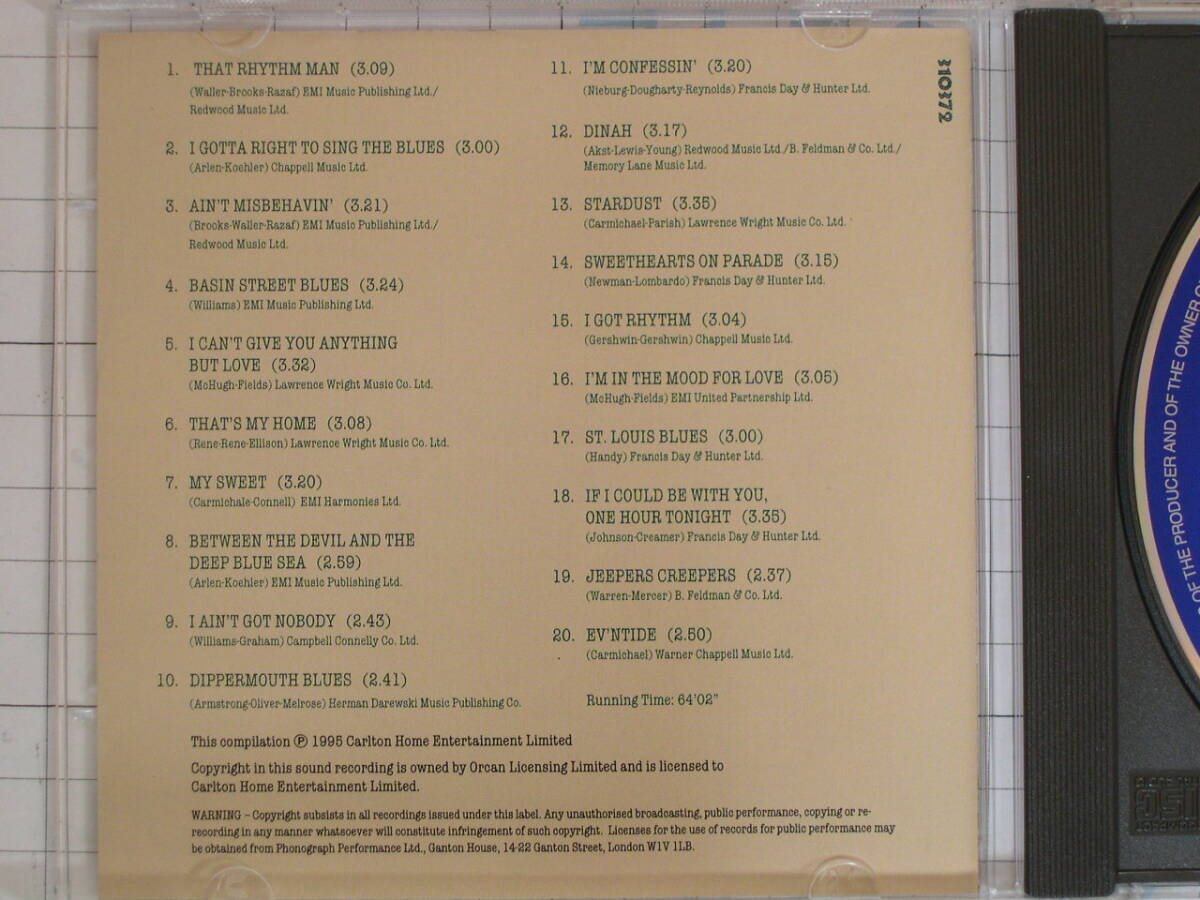 1. THAT RHYTHM MAN (3.09)
(Waller-Brooks-Razaf) EMI Music Publishing Ltd./
Redwood Music Ltd.
2. I GOTTA RIGHT TO SING THE BLUES (3.00)
(Arlen-Koehler) Chappell Music Ltd.
3. AIN'T MISBEHAVIN' (3.21)
(Brooks-Waller-Razaf) EMI Music Publishing Ltd./
Redwood Music Ltd.
4. BASIN STREET BLUES (3.24)
(Williams) EMI Music Publishing Ltd.
5. I CAN'T GIVE YOU ANYTHING
BUT LOVE (3.32)
(McHugh-Fields) Lawrence Wright Music Co. Ltd.
6. THAT'S MY HOME (3.08)
(Rene-Rene-Ellison) Lawrence Wright Music Co. Ltd.
7. MY SWEET (3.20)
(Carmichale-Connell) EMI Harmonies Ltd.
8. BETWEEN THE DEVIL AND THE
DEEP BLUE SEA (2.59)
(Arlen-Koehler) EMI Music Publishing Ltd.
9. I AIN'T GOT NOBODY (2.43)
(Williams-Graham) Campbell Connelly Co. Ltd.
10. DIPPERMOUTH BLUES (2.41)
(Armstrong-Oliver-Melrose) Herman Darewski Music Publishing Co.
11. I'M CONFESSIN' (3.20)
(Nieburg-Dougharty-Reynolds) Francis Day & Hunter Ltd.
12. DINAH (3.17)
(Akst-Lewis-Young) Redwood Music Ltd./B. Feldman & Co. Ltd./
Memory Lane Music Ltd.
13. STARDUST (3.35)
(Carmichael-Parish) Lawrence Wright Music Co. Ltd.
14. SWEETHEARTS ON PARADE (3.15)
(Newman-Lombardo) Francis Day & Hunter Ltd.
15. I GOT RHYTHM (3.04)
(Gershwin-Gershwin) Chappell Music Ltd.
16. I'M IN THE MOOD FOR LOVE (3.05)
(McHugh-Fields) EMI United Partnership Ltd.
17. ST. LOUIS BLUES (3.00)
(Handy) Francis Day & Hunter Ltd.
18. IF I COULD BE WITH YOU,
ONE HOUR TONIGHT (3.35)
(Johnson-Creamer) Francis Day & Hunter Ltd.
19. JEEPERS CREEPERS (2.37)
(Warren-Mercer) B. Feldman & Co. Ltd.
20. EV'NTIDE (2.50)
(Carmichael) Warner Chappell Music Ltd.
Running Time: 64'02"
This compilation ℗ 1995 Carlton Home Entertainment Limited
Copyright in this sound recording is owned by Orcan Licensing Limited and is licensed to
Carlton Home Entertainment Limited.
WARNING – Copyright subsists in all recordings issued under this label. Any unauthorised broadcasting, public performance, copying or re-
recording in any manner whatsoever will constitute infringement of such copyright. Licenses for the use of records for public performance may
be obtained from Phonograph Performance Ltd., Ganton House, 14-22 Ganton Street, London W1V 1LB.
310372
OF THE PRODUCER AND OF THE OWNER